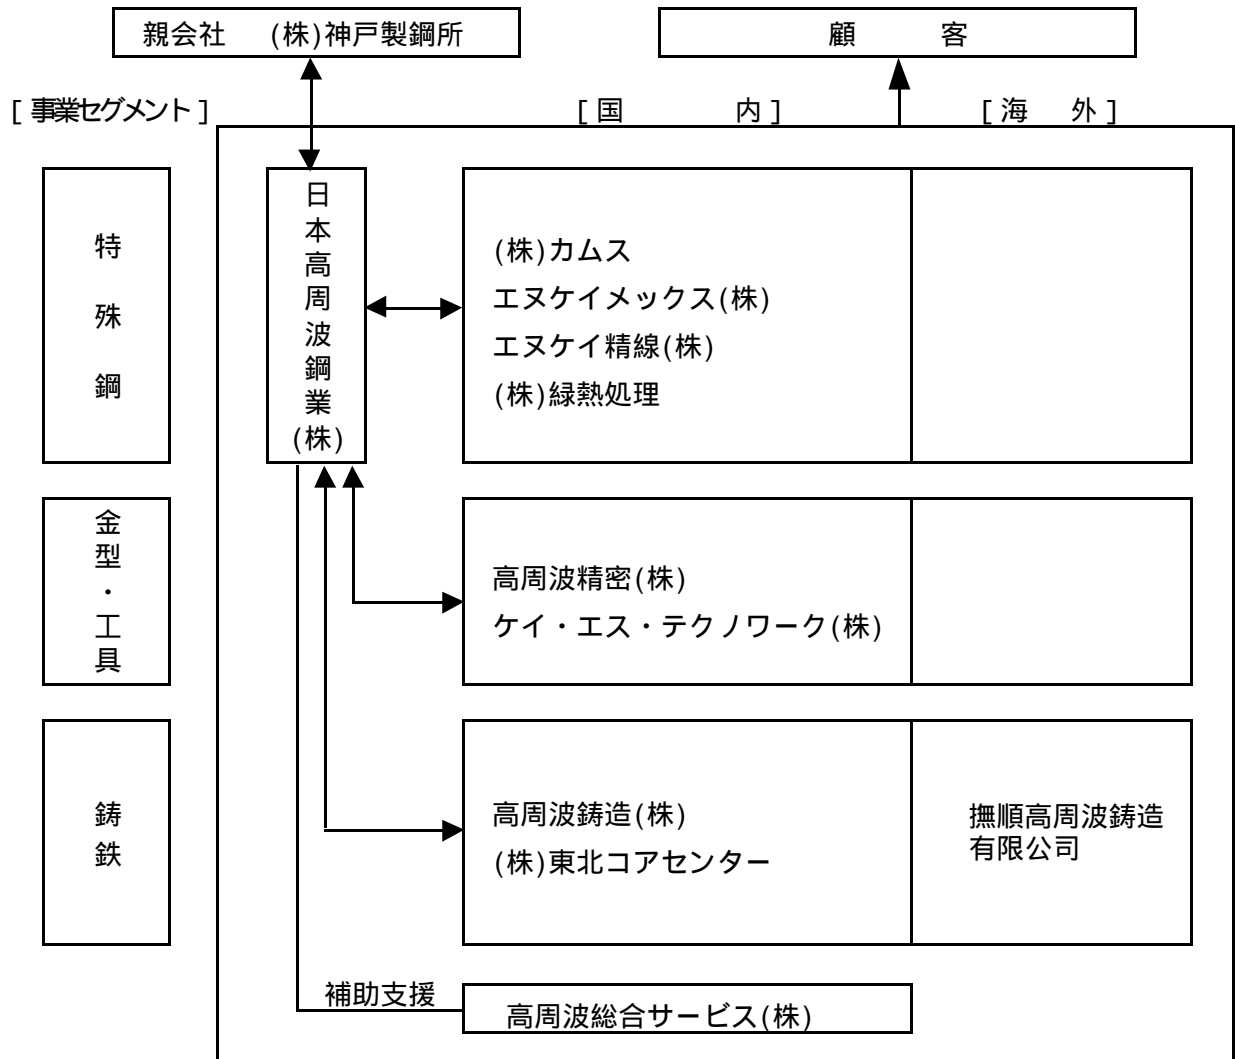 親会社 (株)神戸製鋼所
顧 客
[事業セグメント]
[国 内]
[海 外]
特殊鋼
日本高周波鋼業(株)
(株)カムス
エヌケイメックス(株)
エヌケイ精線(株)
(株)緑熱処理
金型・工具
高周波精密(株)
ケイ・エス・テクノワーク(株)
鋳鉄
高周波鋳造(株)
(株)東北コアセンター
撫順高周波鋳造
有限公司
補助支援
高周波総合サービス(株)